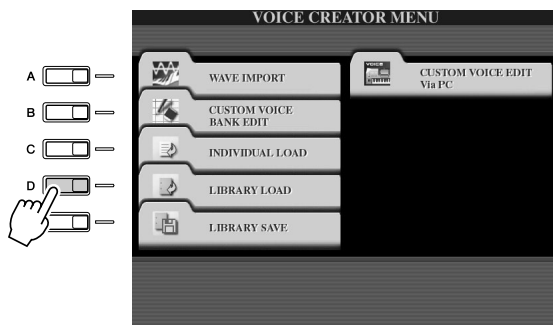 VOICE CREATOR MENU
A
WAVE IMPORT
VOICE
CUSTOM VOICE EDIT
Via PC
B
CUSTOM VOICE
BANK EDIT
C
INDIVIDUAL LOAD
D
LIBRARY LOAD
LIBRARY SAVE